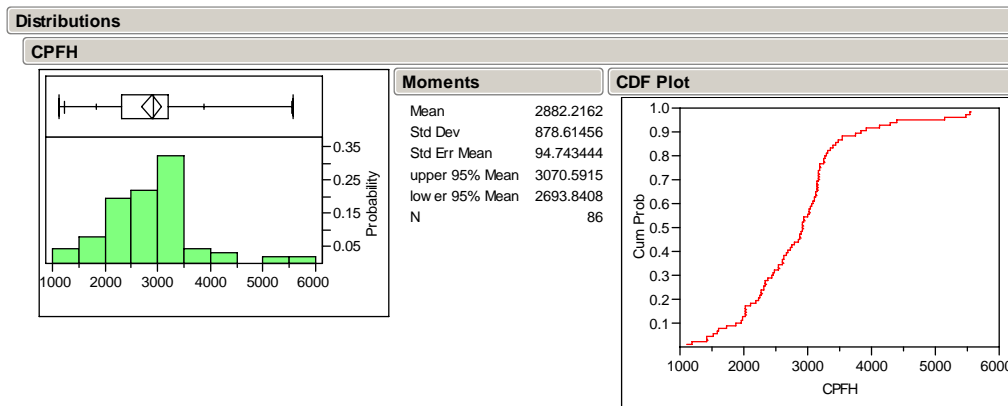 Distributions
CPFH
0.35
0.25
0.15
0.05
Probability
1000 2000 3000 4000 5000 6000
Moments
Mean 2882.2162
Std Dev 878.61456
Std Err Mean 94.743444
upper 95% Mean 3070.5915
lower 95% Mean 2693.8408
N 86
CDF Plot
1.0
0.9
0.8
0.7
0.6
0.5
0.4
0.3
0.2
0.1
Cum Prob
1000 2000 3000 4000 5000 6000
CPFH